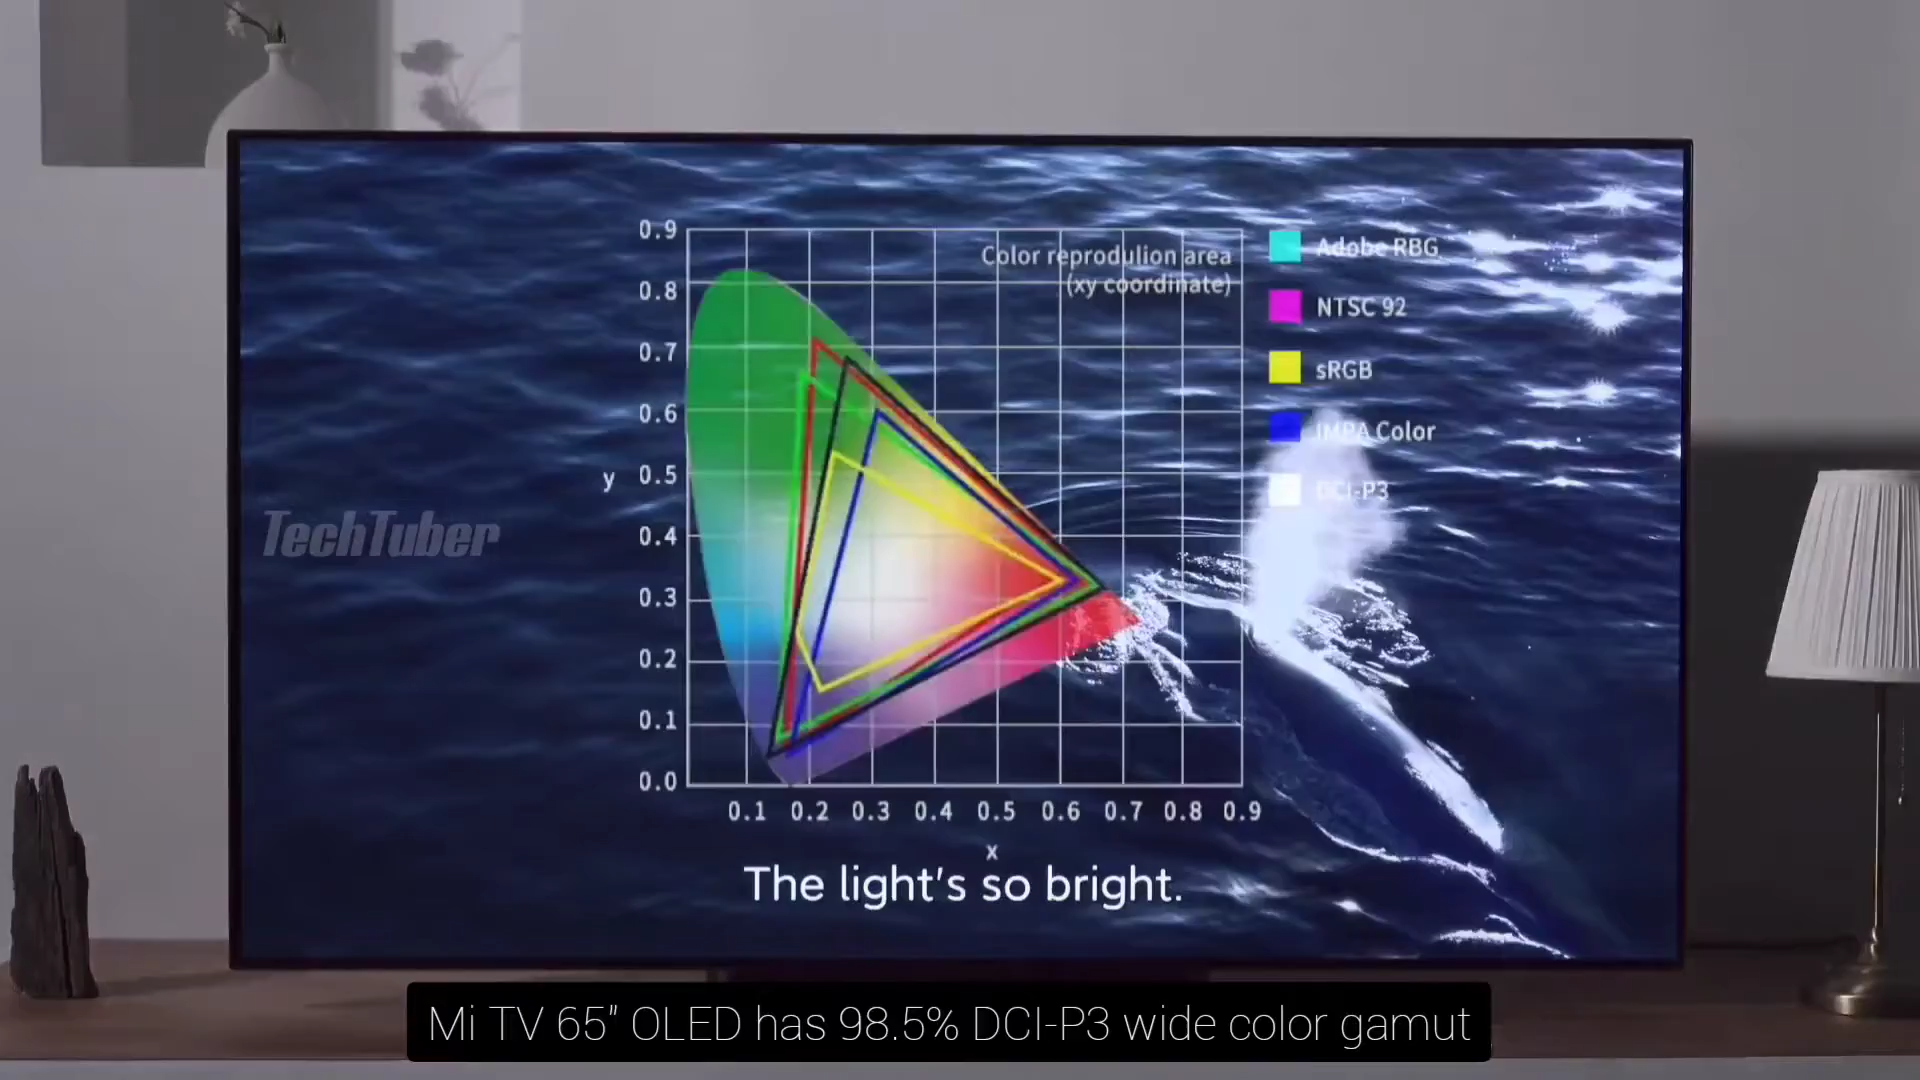 0.9
0.8
0.7
0.6
0.5
0.4
0.3
0.2
0.1
0.0
y
Color reprodulion area
(xy coordinate)
Adobe RBG
NTSC 92
sRGB
IMPA Color
DCI-P3
TechTuber
0.1 0.2 0.3 0.4 0.5 0.6 0.7 0.8 0.9
x
The light's so bright.
Mi TV 65" OLED has 98.5% DCI-P3 wide color gamut